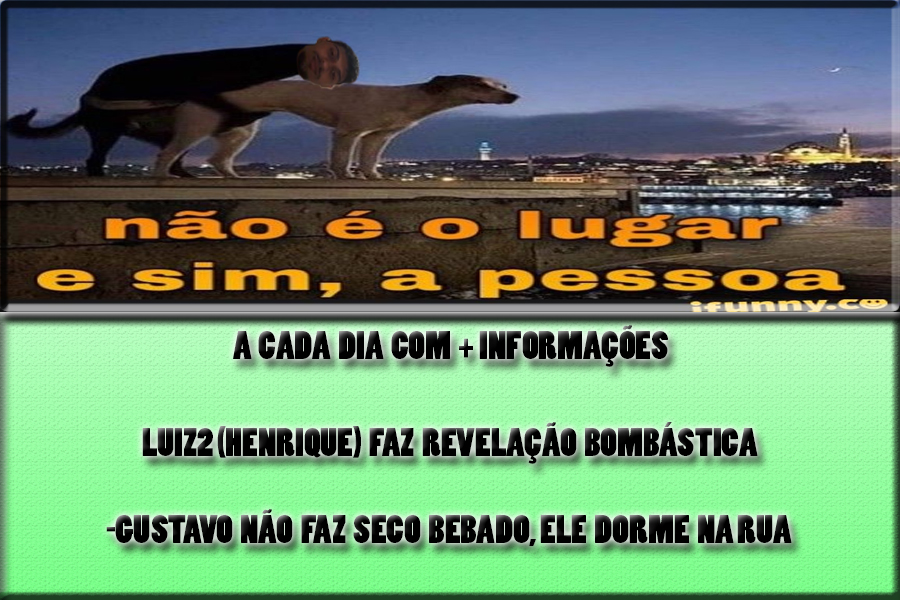 não é o lugar
e sim, a pessoa
ifunny.co
A CADA DIA COM + INFORMAÇÕES
LUIZ2 (HENRIQUE) FAZ REVELAÇÃO BOMBÁSTICA
-GUSTAVO NÃO FAZ SECO BEBADO, ELE DORME NA RUA